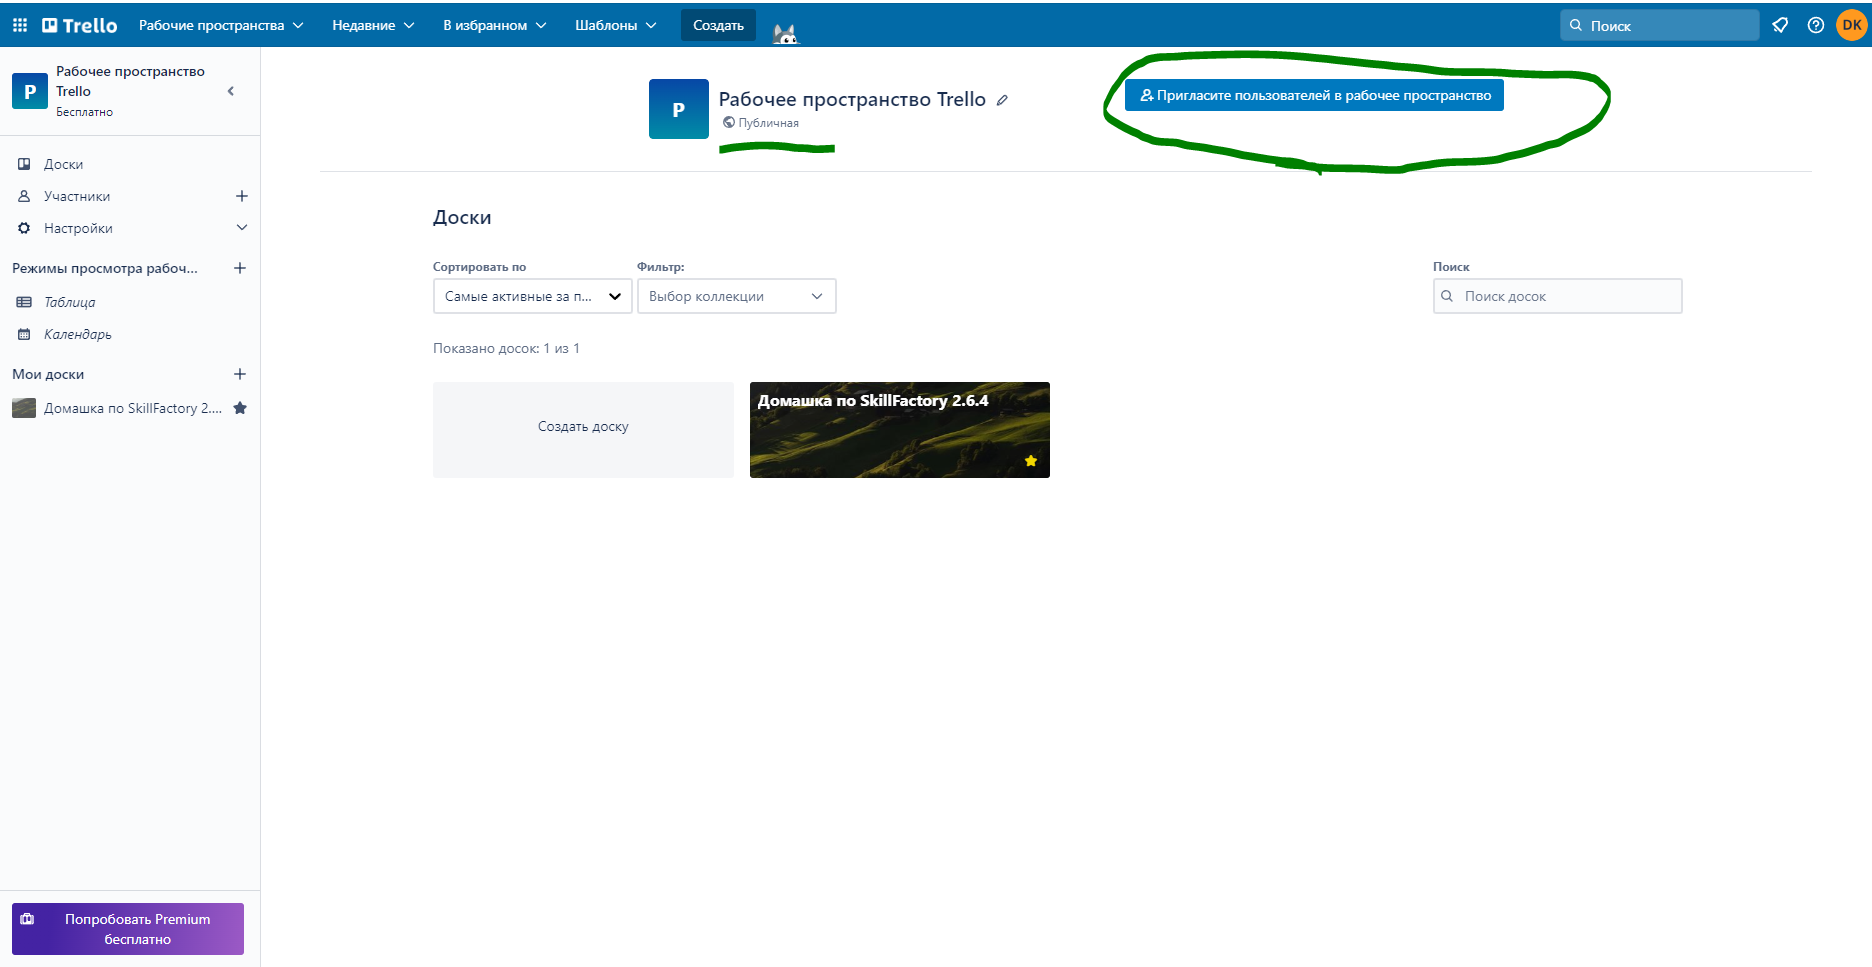 Trello
Рабочие пространства
Недавние
В избранном
Шаблоны
Создать
Поиск
DK
Р
Рабочее пространство
Trello
Бесплатно
Доски
Участники
Настройки
Режимы просмотра рабоч...
Таблица
Календарь
Мои доски
Домашка по SkillFactory 2....
Попробовать Premium
бесплатно
Р
Рабочее пространство Trello
Публичная
Пригласите пользователей в рабочее пространство
Доски
Сортировать по
Фильтр:
Поиск
Самые активные за п...
Выбор коллекции
Поиск досок
Показано досок: 1 из 1
Создать доску
Домашка по SkillFactory 2.6.4